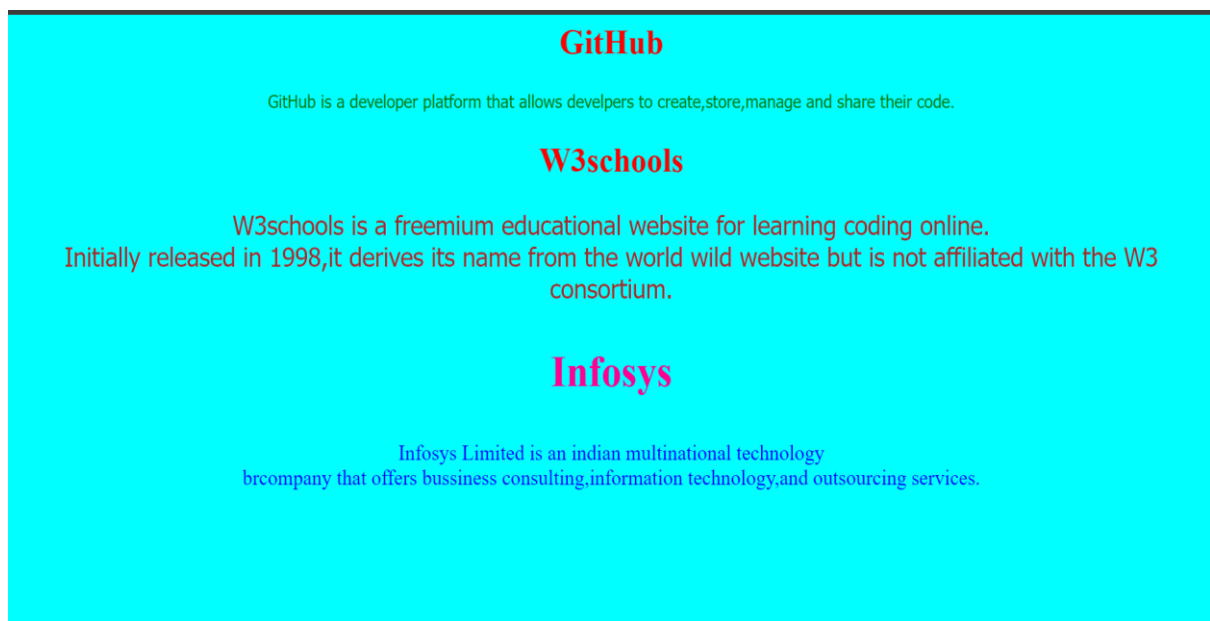 GitHub
GitHub is a developer platform that allows develpers to create,store,manage and share their code.
W3schools
W3schools is a freemium educational website for learning coding online.
Initially released in 1998,it derives its name from the world wild website but is not affiliated with the W3
consortium.
Infosys
Infosys Limited is an indian multinational technology
brcompany that offers bussiness consulting,information technology,and outsourcing services.